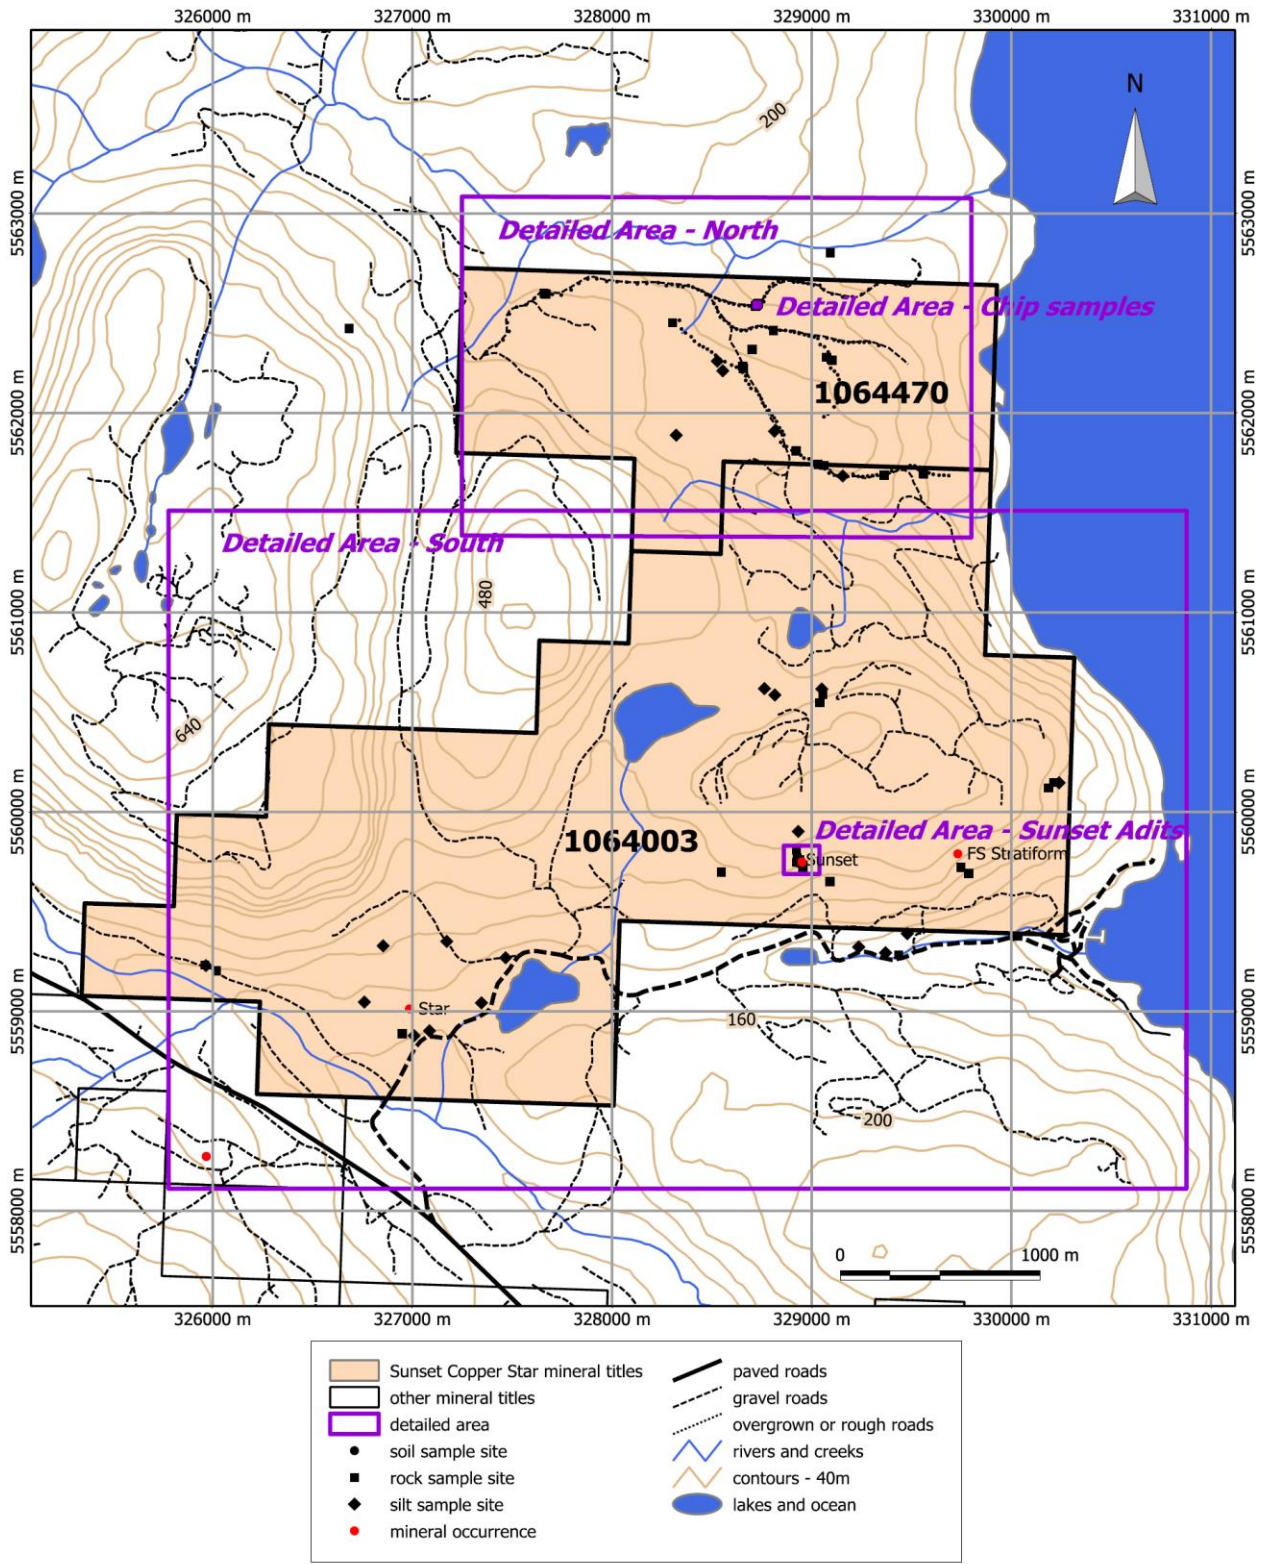 326000 m 327000 m 328000 m 329000 m 330000 m 331000 m
200
N
5563000 m
5563000 m
Detailed Area - North
Detailed Area - Chip samples
1064470
5562000 m
5562000 m
Detailed Area - South
480
5561000 m
5561000 m
640
5560000 m
5560000 m
1064003
Detailed Area - Sunset Adits
Sunset
FS Stratiform
Star
5559000 m
5559000 m
160
200
5558000 m
5558000 m
0 1000 m
326000 m 327000 m 328000 m 329000 m 330000 m 331000 m
Sunset Copper Star mineral titles
other mineral titles
detailed area
soil sample site
rock sample site
silt sample site
mineral occurrence
paved roads
gravel roads
overgrown or rough roads
rivers and creeks
contours - 40m
lakes and ocean